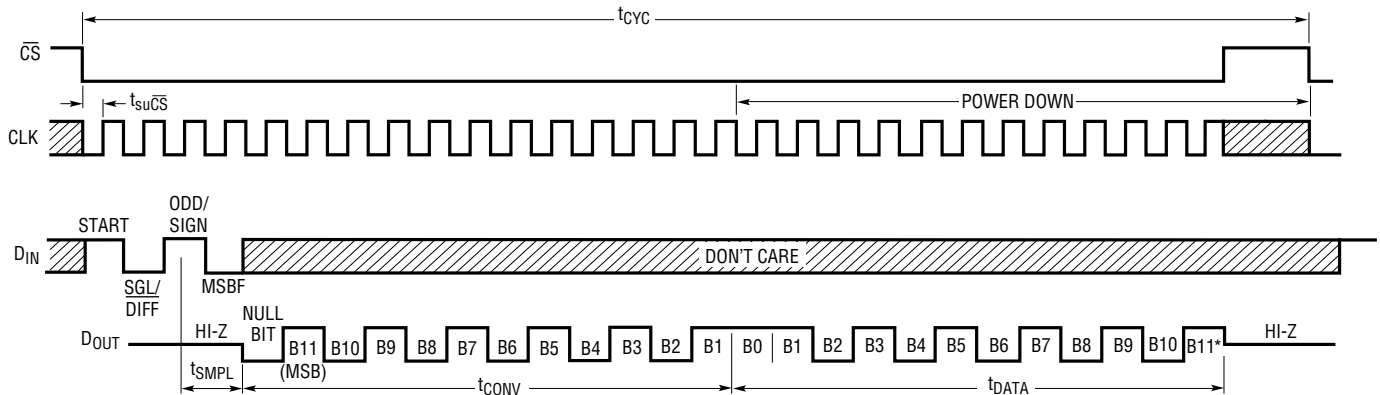 tCYC
CS
tsuCS
POWER DOWN
CLK
ODD/
SIGN
START
DIN
DON'T CARE
SGL/
DIFF
MSBF
NULL
BIT
HI-Z
DOUT
B11
(MSB)
B10
B9
B8
B7
B6
B5
B4
B3
B2
B1
B0
B1
B2
B3
B4
B5
B6
B7
B8
B9
B10
B11*
HI-Z
tSMPL
tCONV
tDATA